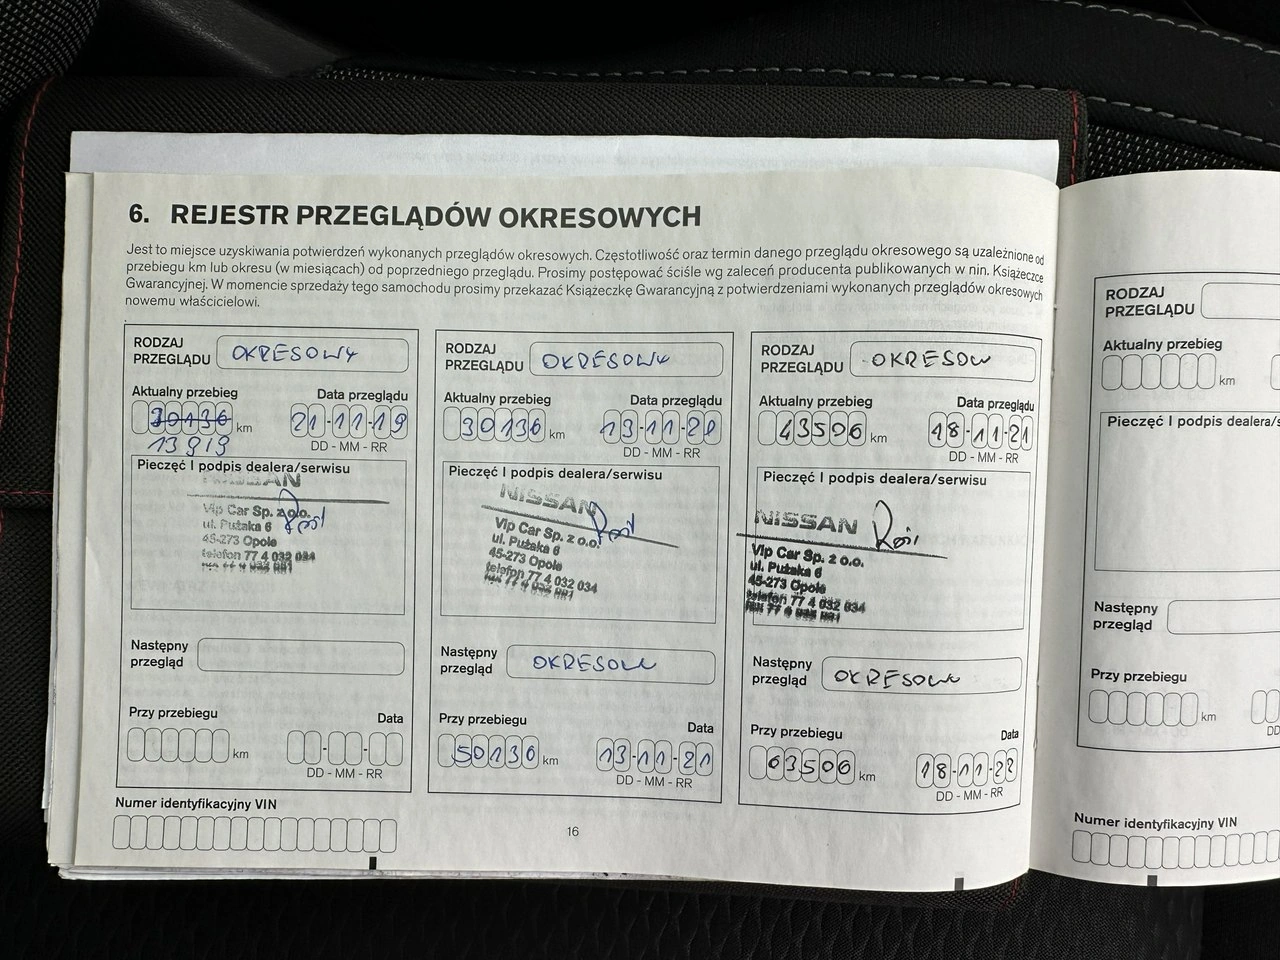 6. REJESTR PRZEGLĄDÓW OKRESOWYCH
Jest to miejsce uzyskiwania potwierdzeń wykonanych przeglądów okresowych. Częstotliwość oraz termin danego przeglądu okresowego są uzależnione od
przebiegu km lub okresu (w miesiącach) od poprzedniego przeglądu. Prosimy postępować ściśle wg zaleceń producenta publikowanych w nin. Książeczce
Gwarancyjnej. W momencie sprzedaży tego samochodu prosimy przekazać Książeczkę Gwarancyjną z potwierdzeniami wykonanych przeglądów okresowych
nowemu właścicielowi.
RODZAJ
PRZEGLĄDU OKRESOWY
Aktualny przebieg Data przeglądu
30136 km 21-11-19
13919 DD - MM - RR
Pieczęć I podpis dealera/serwisu
NISSAN
Vip Car Sp. z o.o.
ul. Pużaka 6
45-273 Opole
telefon 77 4 032 034
Następny
przegląd
Przy przebiegu Data
km
DD - MM - RR
Numer identyfikacyjny VIN
RODZAJ
PRZEGLĄDU OKRESOWY
Aktualny przebieg Data przeglądu
30136 km 13-11-20
DD - MM - RR
Pieczęć I podpis dealera/serwisu
NISSAN
Vip Car Sp. z o.o.
ul. Pużaka 6
45-273 Opole
telefon 77 4 032 034
Następny
przegląd OKRESOWY
Przy przebiegu Data
50136 km 13-11-21
DD - MM - RR
16
RODZAJ
PRZEGLĄDU OKRESOW
Aktualny przebieg Data przeglądu
43506 km 18-11-21
DD - MM - RR
Pieczęć I podpis dealera/serwisu
NISSAN
Vip Car Sp. z o.o.
ul. Pużaka 6
45-273 Opole
telefon 77 4 032 034
Następny
przegląd OKRESOWY
Przy przebiegu Data
63506 km 18-11-22
DD - MM - RR
RODZAJ
PRZEGLĄDU
Aktualny przebieg
km
Pieczęć I podpis dealera/s
Następny
przegląd
Przy przebiegu
km
DD
Numer identyfikacyjny VIN